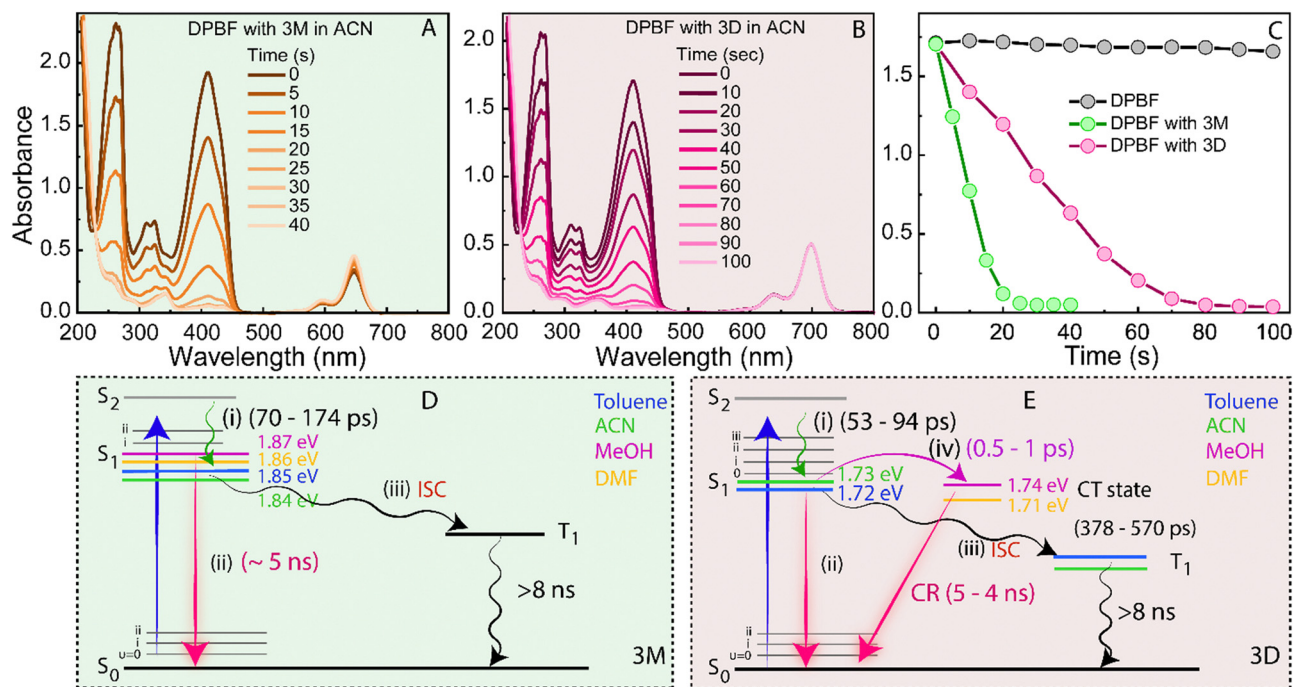 DPBF with 3M in ACN
A
Time (s)
0
5
10
15
20
25
30
35
40
Absorbance
2.0
1.5
1.0
0.5
0.0
200 300 400 500 600 700 800
Wavelength (nm)
DPBF with 3D in ACN
B
Time (sec)
0
10
20
30
40
50
60
70
80
90
100
2.0
1.5
1.0
0.5
0.0
200 300 400 500 600 700 800
Wavelength (nm)
C
DPBF
DPBF with 3M
DPBF with 3D
1.5
1.0
0.5
0.0
0 20 40 60 80 100
Time (s)
D
S2
(i) (70 - 174 ps)
Toluene
ACN
MeOH
DMF
ii
i
S1
1.87 eV
1.86 eV
1.85 eV
1.84 eV
(iii) ISC
T1
(ii) (~ 5 ns)
>8 ns
ii
i
υ=0
S0
3M
E
S2
(i) (53 - 94 ps)
Toluene
ACN
MeOH
DMF
(iv) (0.5 - 1 ps)
iii
ii
i
0
S1
1.73 eV
1.72 eV
1.74 eV
1.71 eV
CT state
(378 - 570 ps)
(iii) ISC
T1
(ii)
CR (5 - 4 ns)
>8 ns
ii
i
υ=0
S0
3D